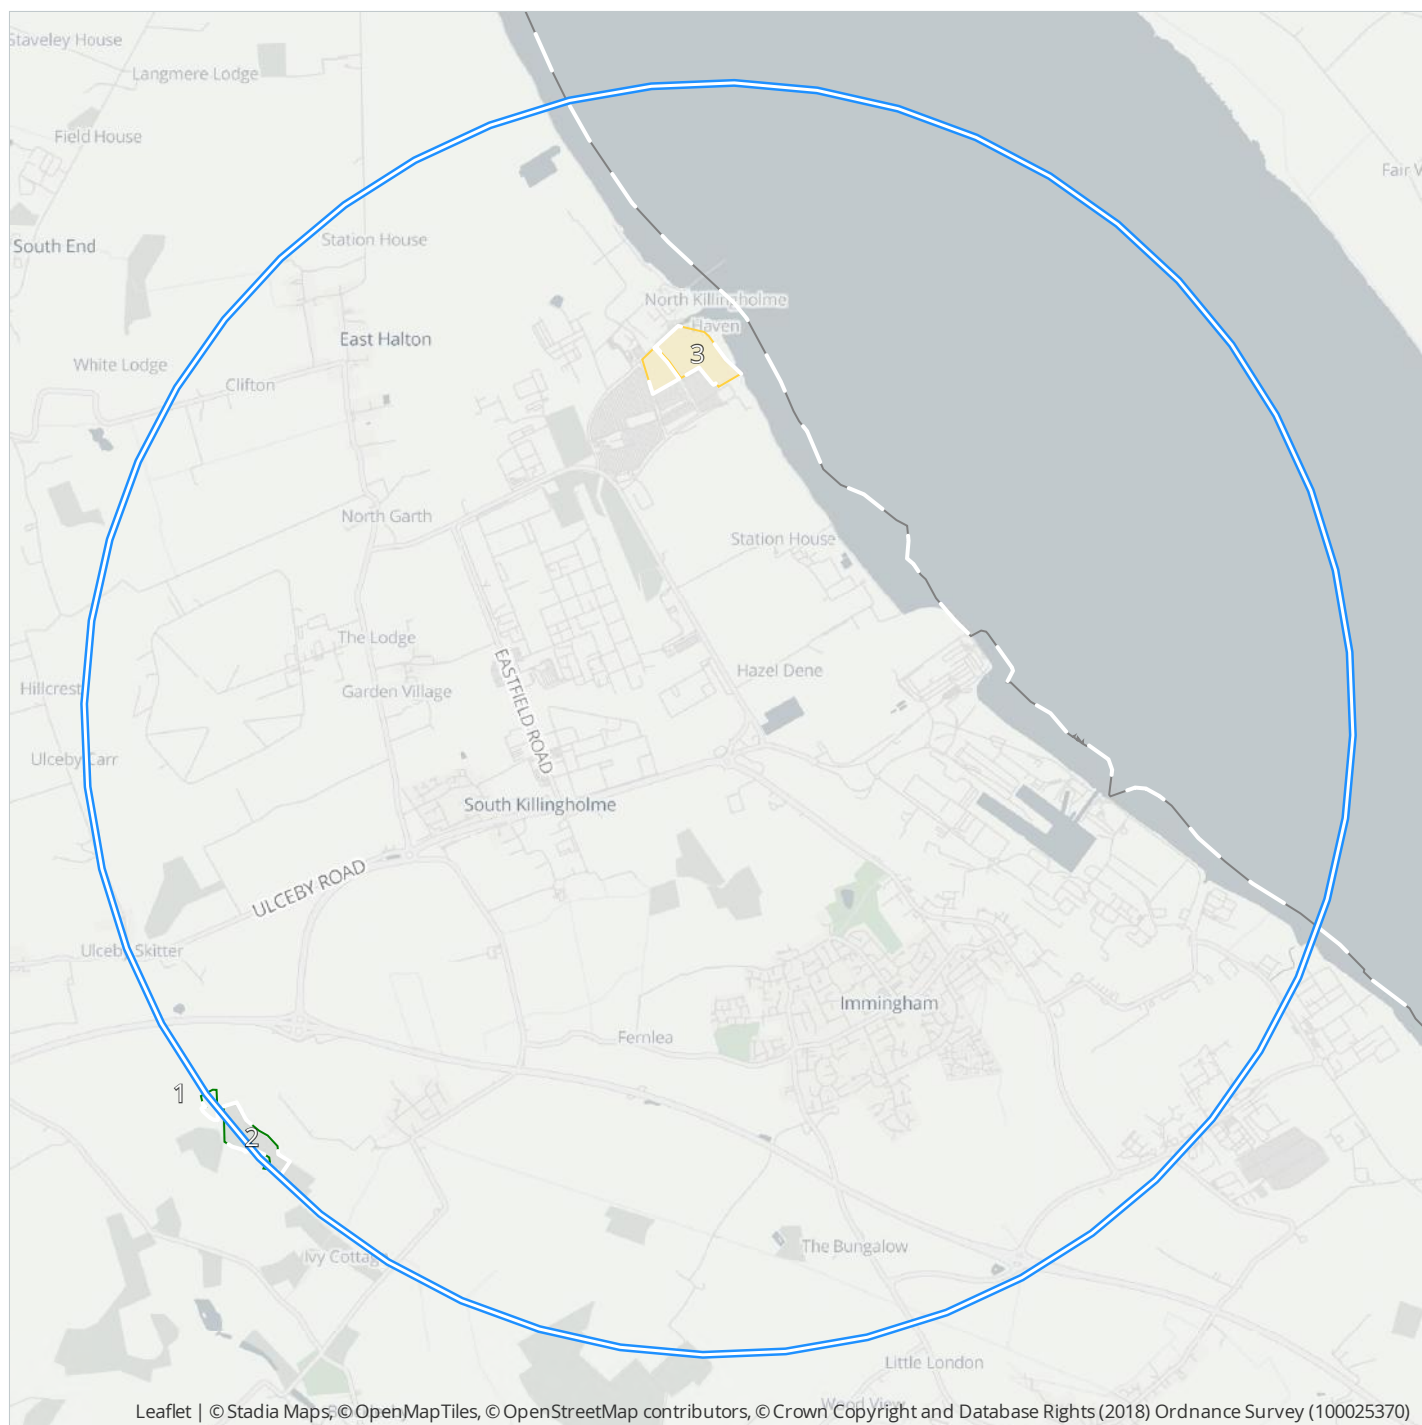 Staveley House
Langmere Lodge
Field House
Fair V
South End
Station House
North Killingholme
Haven
East Halton
3
White Lodge
Clifton
North Garth
Station House
The Lodge
EASTFIELD ROAD
Hazel Dene
Hillcrest
Garden Village
Ulceby Carr
South Killingholme
ULCEBY ROAD
Ulceby Skitter
Immingham
Fernlea
1
2
Ivy Cottage
The Bungalow
Little London
Wood View
Leaflet | © Stadia Maps, © OpenMapTiles, © OpenStreetMap contributors, © Crown Copyright and Database Rights (2018) Ordnance Survey (100025370)